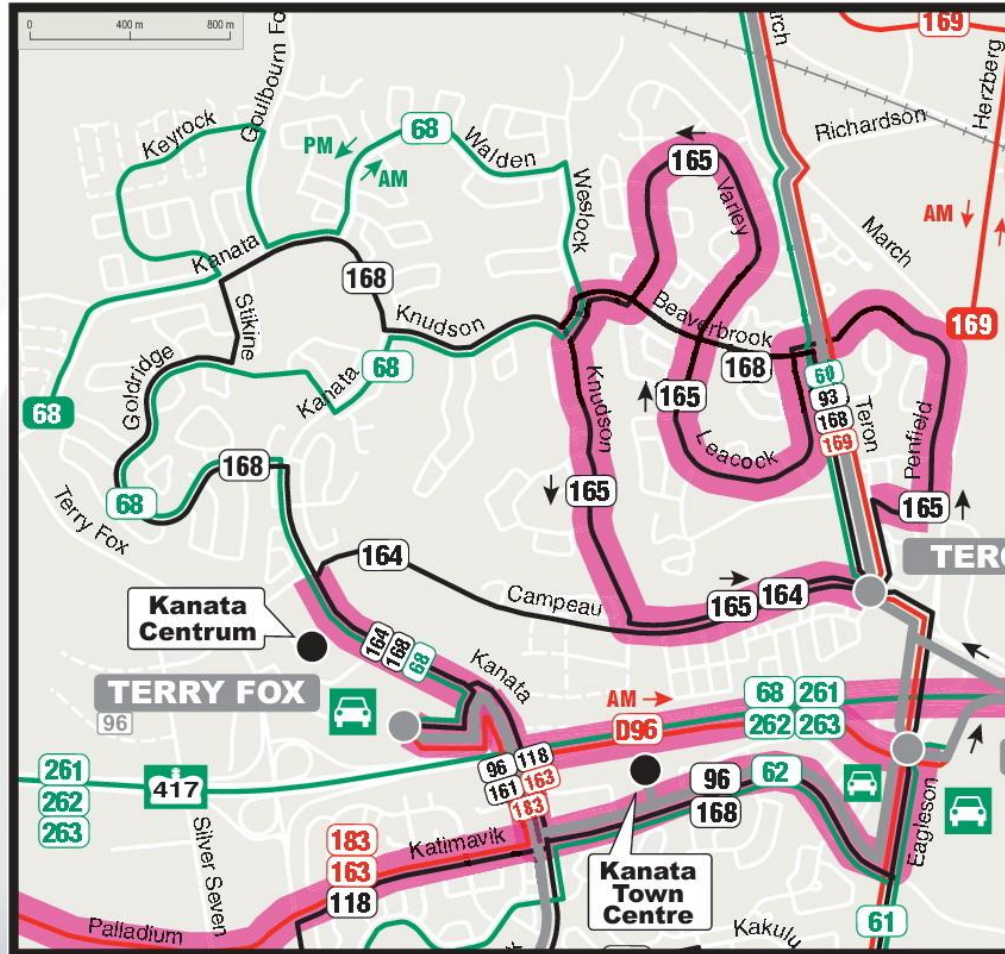 0 400 m 800 m
Goulbourn Fo
arch
169
Herzberg
Keyrock
68
PM
AM
Walden
Richardson
165
Varley
Weslock
AM
March
Kanata
168
Stikine
Knudson
Beaverbrook
169
68
Goldridge
68
Kanata
168
93
168
169
Teron
Knudson
165
Leacock
Penfield
168
68
165
165
Terry Fox
164
TERO
Campeau
165
164
Kanata
Centrum
164
168
68
Kanata
TERRY FOX
96
AM
D96
68
261
262
263
261
262
263
417
96
118
161
163
183
96
168
62
Silver Seven
183
163
118
Katimavik
Eagleson
Kanata
Town
Centre
Palladium
Kakulu
61